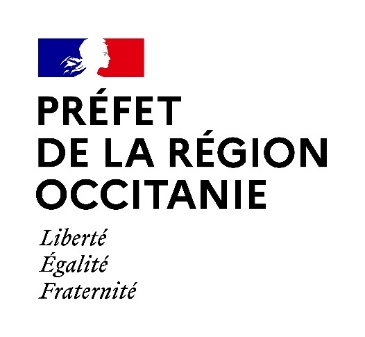 PRÉFET
DE LA RÉGION
OCCITANIE
Liberté
Égalité
Fraternité